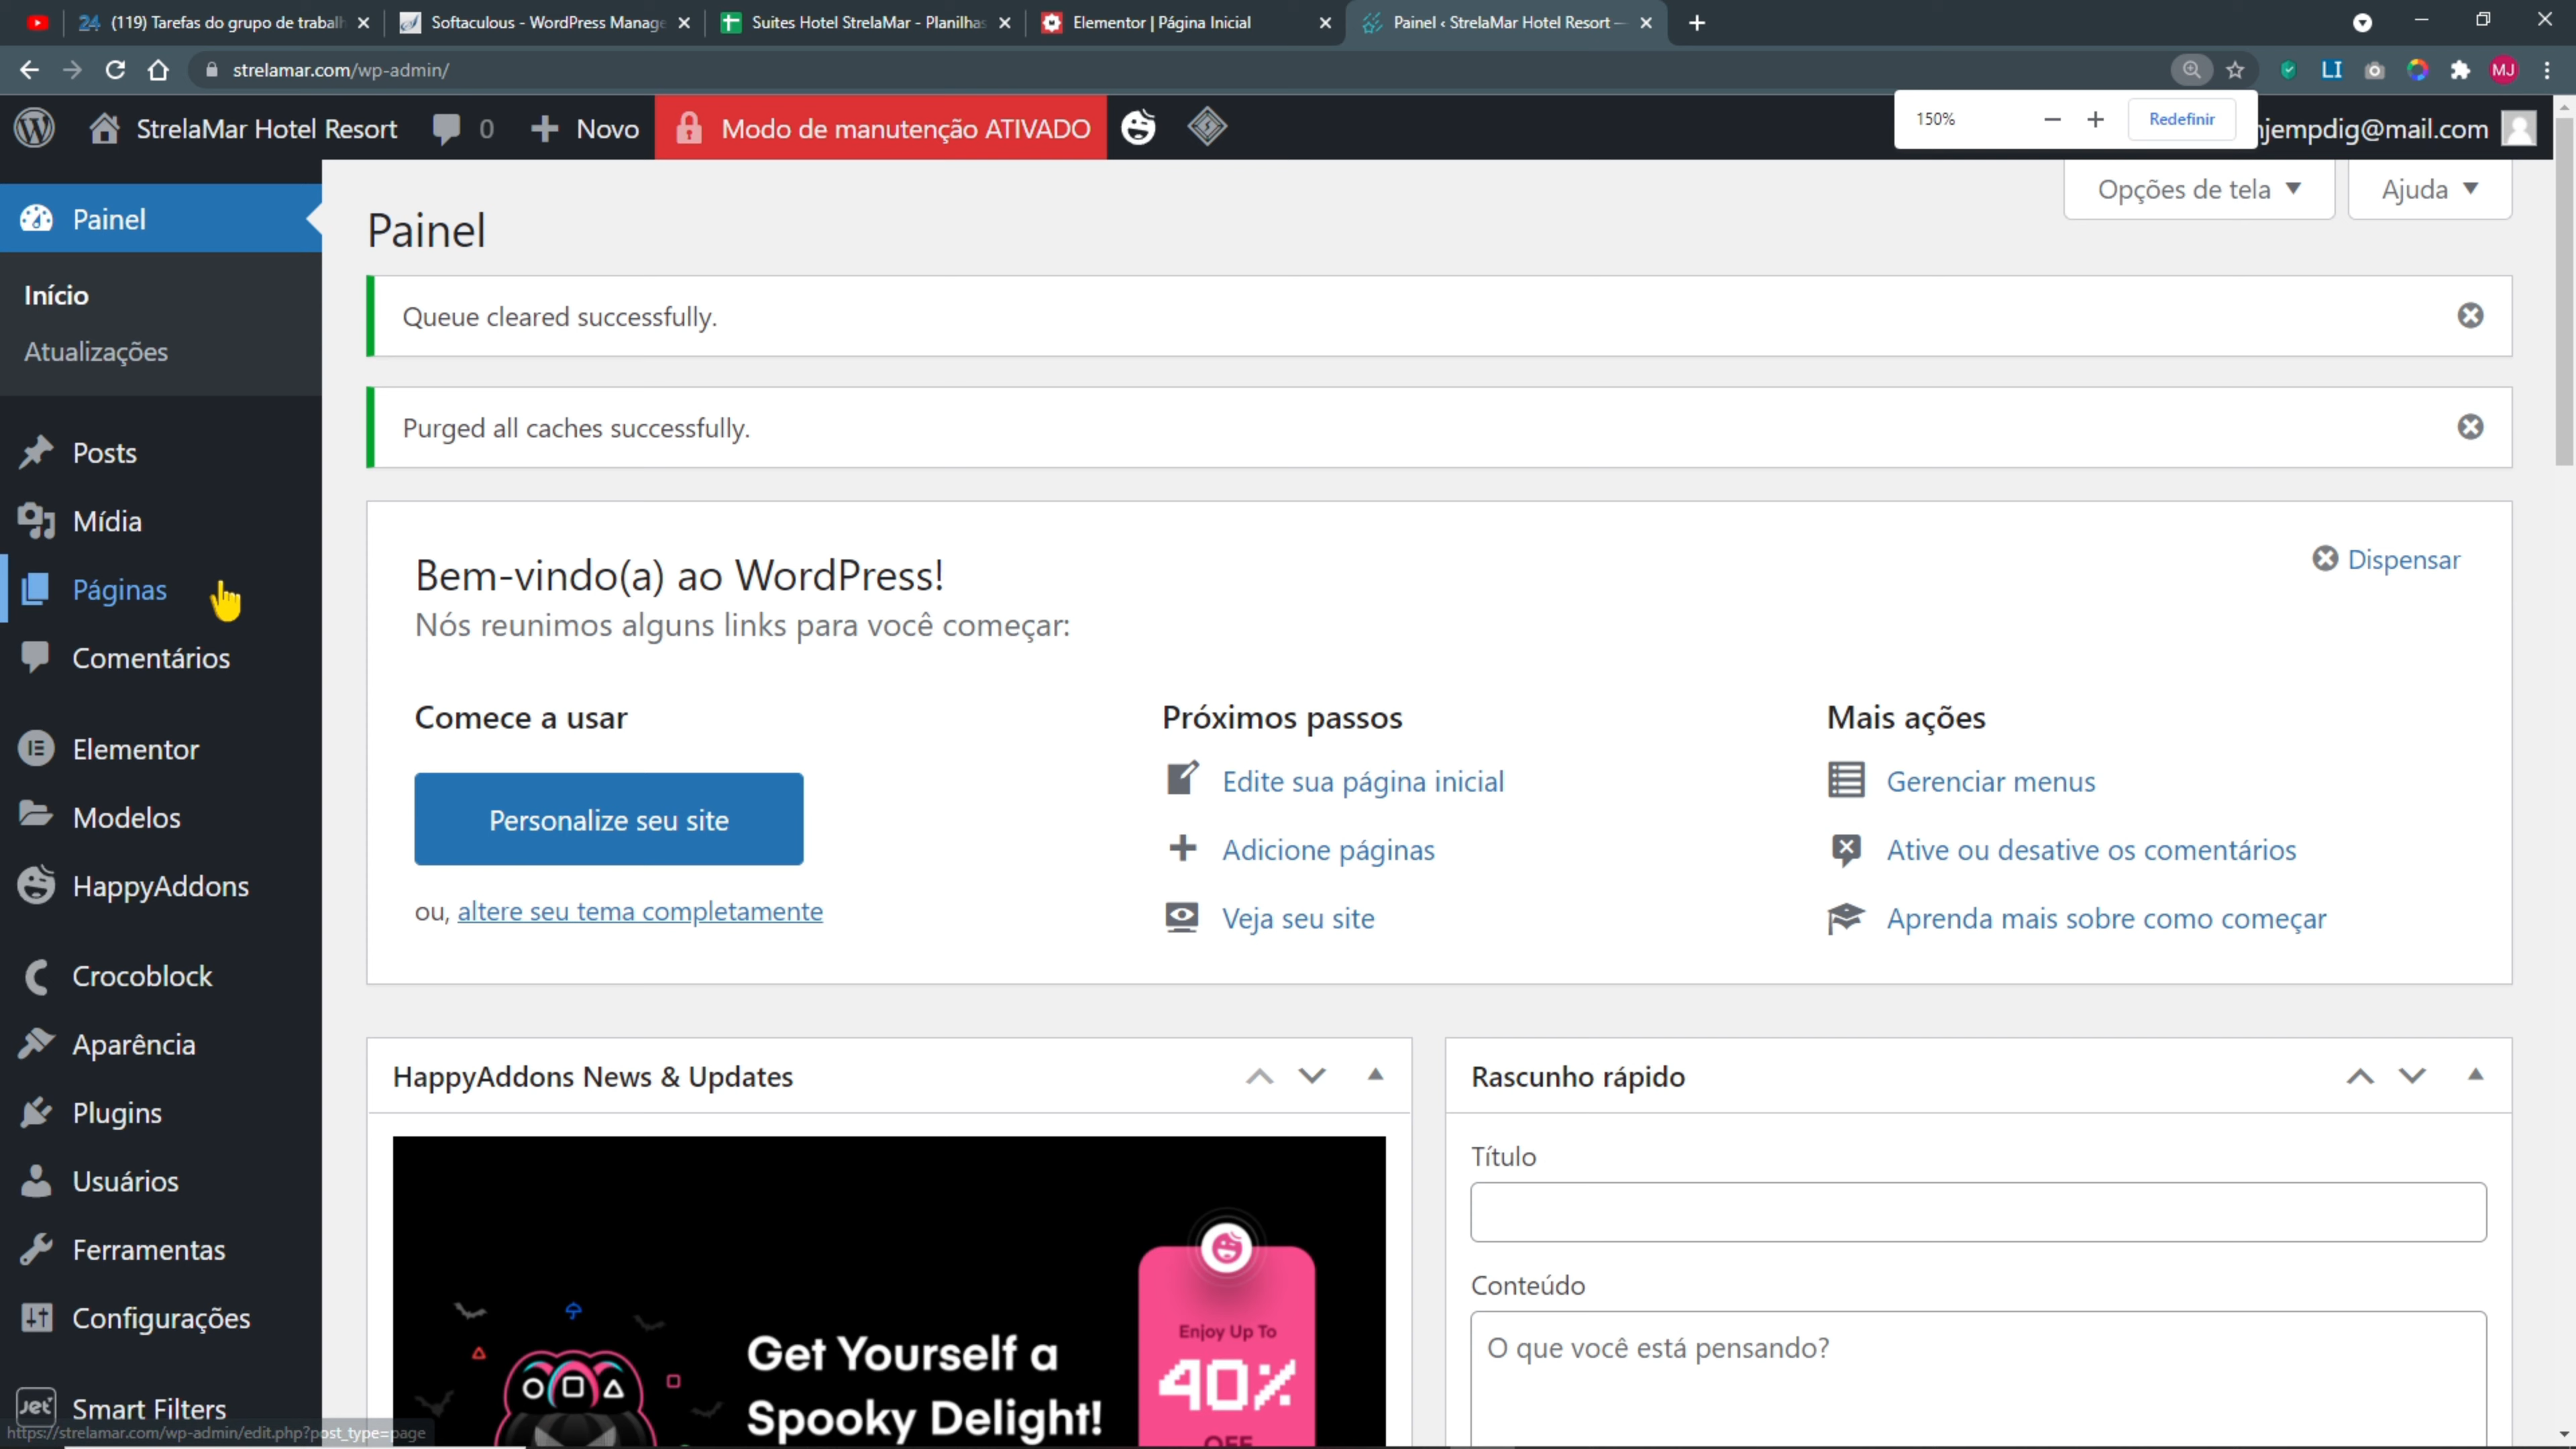 24 (119) Tarefas do grupo de trabalh
Softaculous - WordPress Manage
Suites Hotel StrelaMar - Planilhas
Elementor | Página Inicial
Painel ‹ StrelaMar Hotel Resort —
strelamar.com/wp-admin/
LI
MJ
StrelaMar Hotel Resort
0
Novo
Modo de manutenção ATIVADO
150%
Redefinir
jempdig@mail.com
Painel
Início
Atualizações
Posts
Mídia
Páginas
Comentários
Elementor
Modelos
HappyAddons
Crocoblock
Aparência
Plugins
Usuários
Ferramentas
Configurações
Jet
Smart Filters
https://strelamar.com/wp-admin/edit.php?post_type=page
Opções de tela
Ajuda
Painel
Queue cleared successfully.
Purged all caches successfully.
Bem-vindo(a) ao WordPress!
Dispensar
Nós reunimos alguns links para você começar:
Comece a usar
Personalize seu site
ou, altere seu tema completamente
Próximos passos
Edite sua página inicial
Adicione páginas
Veja seu site
Mais ações
Gerenciar menus
Ative ou desative os comentários
Aprenda mais sobre como começar
HappyAddons News & Updates
Get Yourself a
Spooky Delight!
Enjoy Up To
40%
OFF
Rascunho rápido
Título
Conteúdo
O que você está pensando?